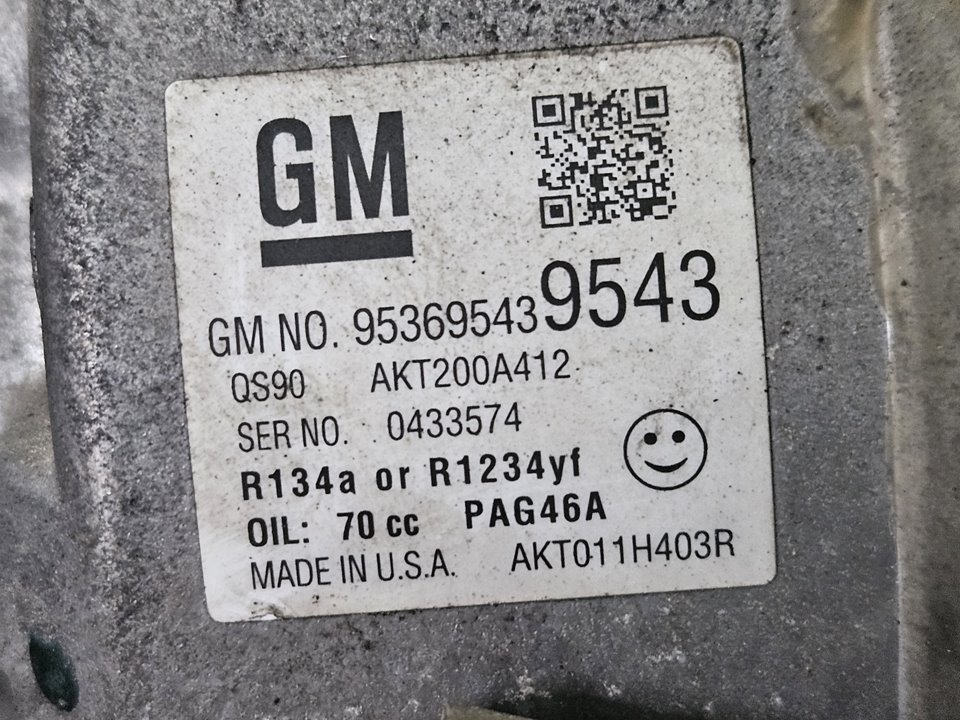 GM
GM NO. 95369543 9543
QS90 AKT200A412
SER NO. 0433574
R134a or R1234yf
OIL: 70 cc PAG46A
MADE IN U.S.A. AKT011H403R